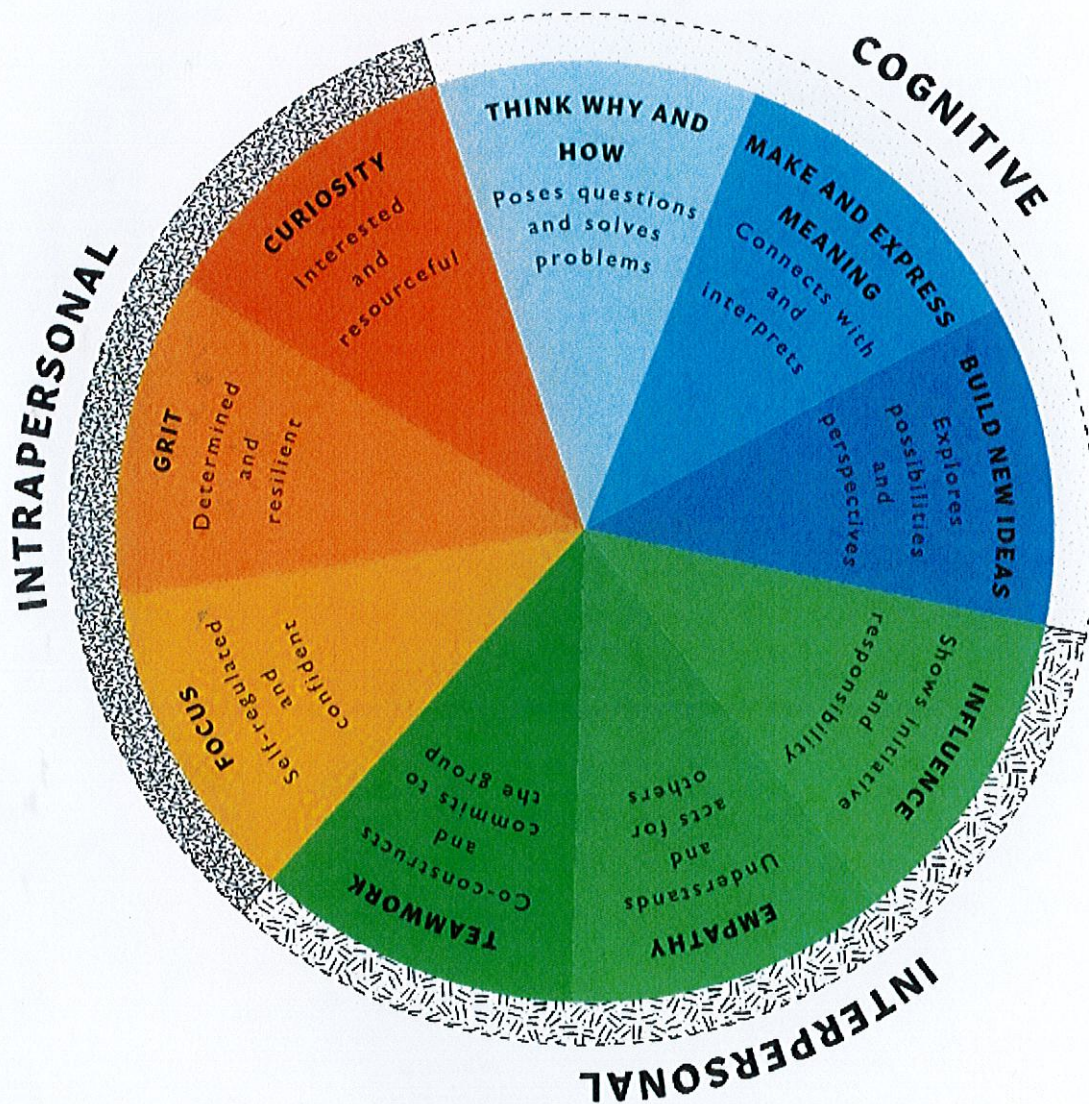 COGNITIVE
THINK WHY AND
HOW
Poses questions
and solves
problems
MAKE AND EXPRESS
MEANING
Connects with
and
interprets
BUILD NEW IDEAS
Explores
possibilities
and
perspectives
INTERPERSONAL
INFLUENCE
Shows initiative
and
responsibility
EMPATHY
Understands
and
acts for
others
TEAMWORK
Co-constructs
and
commits to
the group
INTRAPERSONAL
FOCUS
Self-regulated
and
confident
GRIT
Determined
and
resilient
CURIOSITY
Interested
and
resourceful